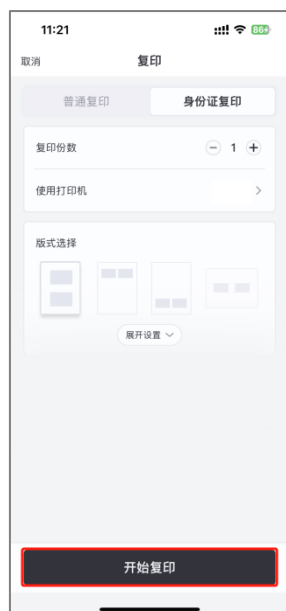 11:21
86
取消
复印
普通复印
身份证复印
复印份数
1
使用打印机
版式选择
展开设置
开始复印